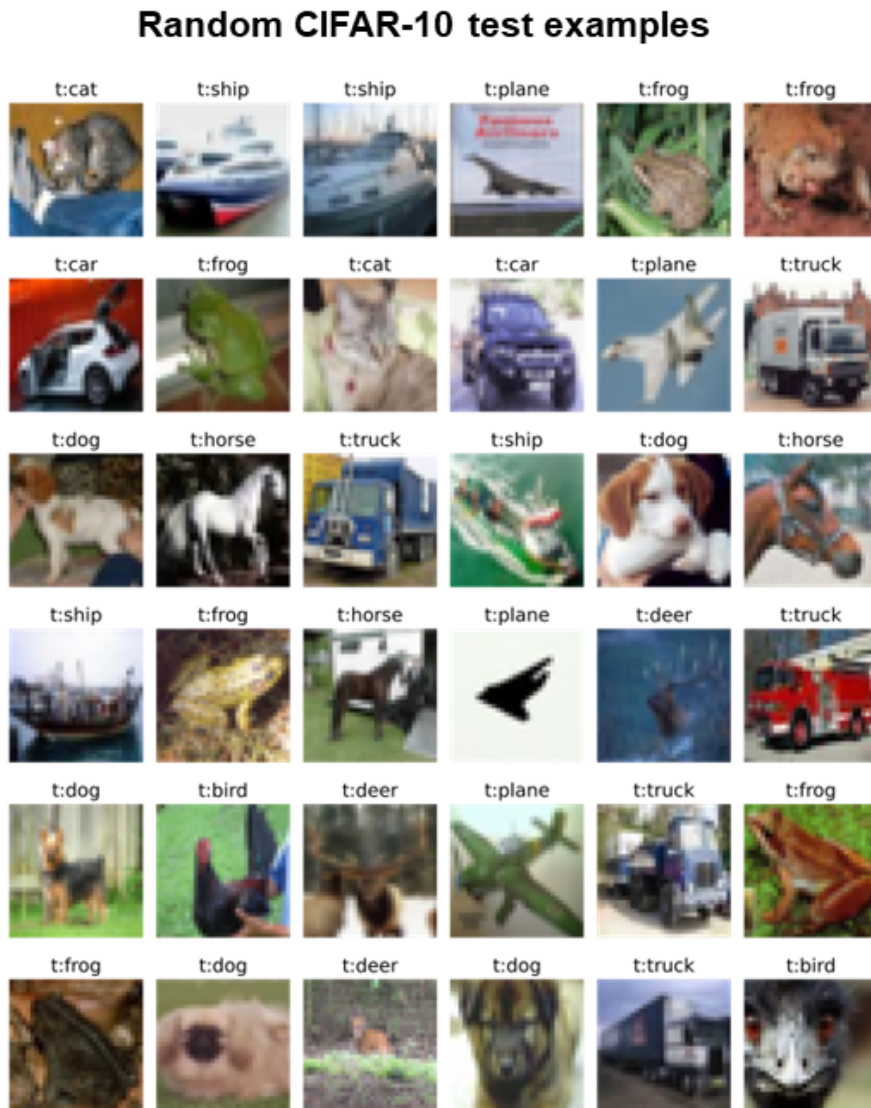 Random CIFAR-10 test examples
t:cat t:ship t:ship t:plane t:frog t:frog
Famous
Airliners
t:car t:frog t:cat t:car t:plane t:truck
t:dog t:horse t:truck t:ship t:dog t:horse
t:ship t:frog t:horse t:plane t:deer t:truck
t:dog t:bird t:deer t:plane t:truck t:frog
t:frog t:dog t:deer t:dog t:truck t:bird